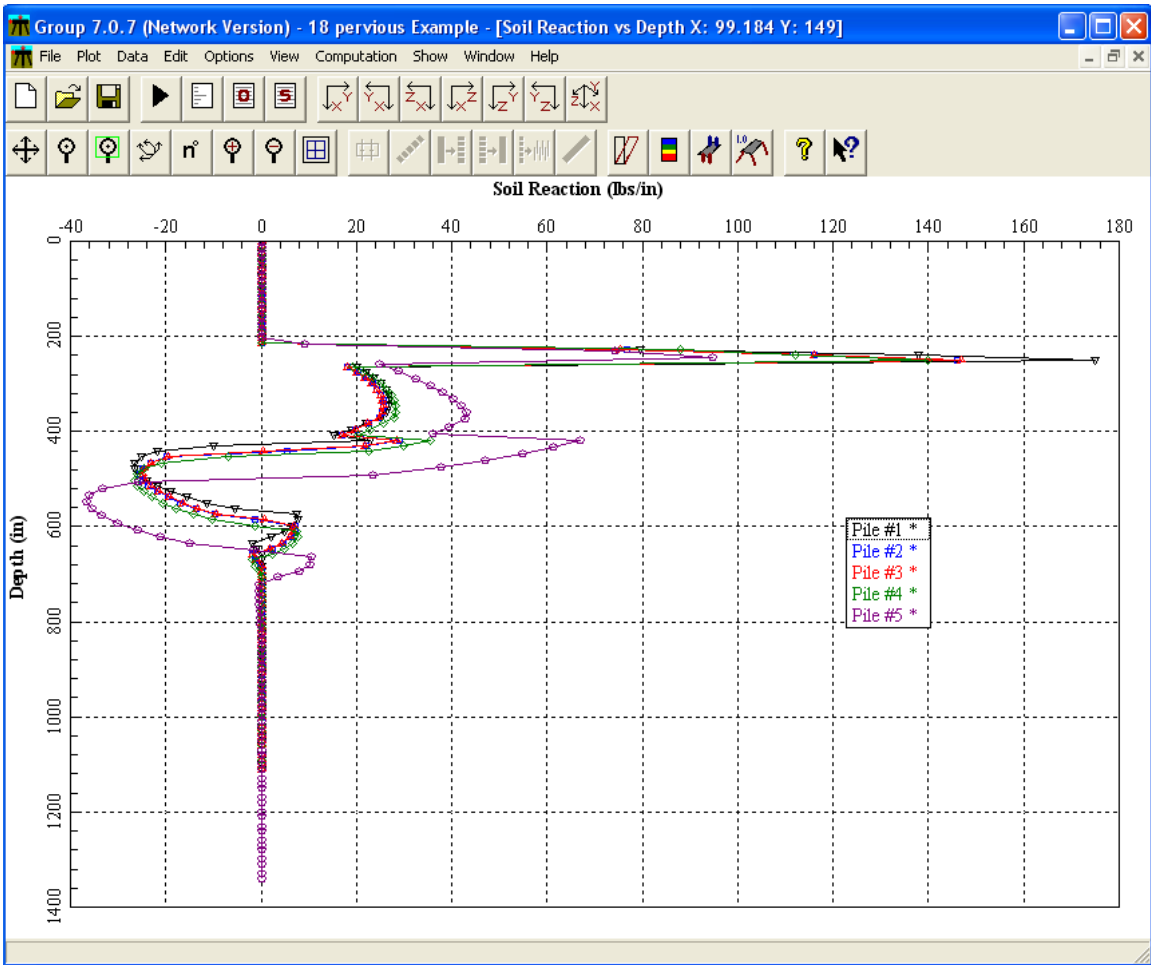 Group 7.0.7 (Network Version) - 18 pervious Example - [Soil Reaction vs Depth X: 99.184 Y: 149]
File Plot Data Edit Options View Computation Show Window Help
O S X Y Y X Z X X Z Z Y Y Z Z Y X
n° 1.0 ? ?
Soil Reaction (lbs/in)
-40 -20 0 20 40 60 80 100 120 140 160 180
0
200
400
600
800
1000
1200
1400
Depth (in)
Pile #1 *
Pile #2 *
Pile #3 *
Pile #4 *
Pile #5 *